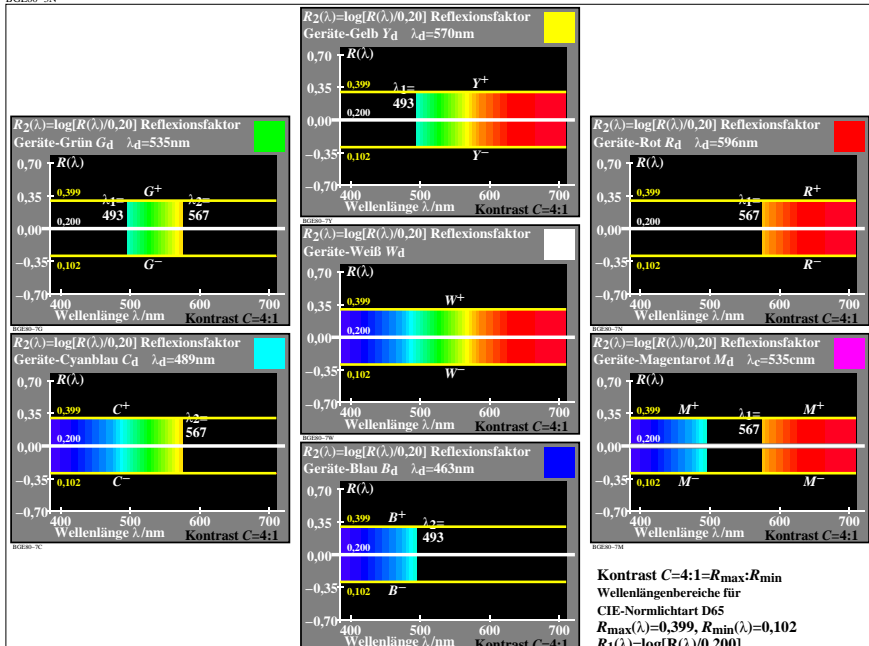 R2(λ)=log[R(λ)/0,20] Reflexionsfaktor
Geräte-Gelb Yd λd=570nm
0,70 R(λ)
0,35 0,399 λ1= Y+
493
0,00 0,200
−0,35 0,102 Y−
−0,70
400 500 600 700
Wellenlänge λ/nm Kontrast C=4:1
BGE80-7Y
R2(λ)=log[R(λ)/0,20] Reflexionsfaktor
Geräte-Grün Gd λd=535nm
0,70 R(λ)
0,35 0,399 λ1= G+ λ2=
493 567
0,00 0,200
−0,35 0,102 G−
−0,70
400 500 600 700
Wellenlänge λ/nm Kontrast C=4:1
BGE80-7G
R2(λ)=log[R(λ)/0,20] Reflexionsfaktor
Geräte-Rot Rd λd=596nm
0,70 R(λ)
0,35 0,399 λ1= R+
567
0,00 0,200
−0,35 0,102 R−
−0,70
400 500 600 700
Wellenlänge λ/nm Kontrast C=4:1
BGE80-7N
R2(λ)=log[R(λ)/0,20] Reflexionsfaktor
Geräte-Weiß Wd
0,70 R(λ)
0,35 0,399 W+
0,00 0,200
−0,35 0,102 W−
−0,70
400 500 600 700
Wellenlänge λ/nm Kontrast C=4:1
BGE80-7W
R2(λ)=log[R(λ)/0,20] Reflexionsfaktor
Geräte-Cyanblau Cd λd=489nm
0,70 R(λ)
0,35 0,399 C+ λ2=
567
0,00 0,200
−0,35 0,102 C−
−0,70
400 500 600 700
Wellenlänge λ/nm Kontrast C=4:1
BGE80-7C
R2(λ)=log[R(λ)/0,20] Reflexionsfaktor
Geräte-Magentarot Md λc=535cnm
0,70 R(λ)
0,35 0,399 M+ λ1= M+
567
0,00 0,200
−0,35 0,102 M− M−
−0,70
400 500 600 700
Wellenlänge λ/nm Kontrast C=4:1
BGE80-7M
R2(λ)=log[R(λ)/0,20] Reflexionsfaktor
Geräte-Blau Bd λd=463nm
0,70 R(λ)
0,35 0,399 B+ λ2=
493
0,00 0,200
−0,35 0,102 B−
−0,70
400 500 600 700
Wellenlänge λ/nm Kontrast C=4:1
Kontrast C=4:1=Rmax:Rmin
Wellenlängenbereiche für
CIE-Normlichtart D65
Rmax(λ)=0,399, Rmin(λ)=0,102
R1(λ)=log[R(λ)/0,200]